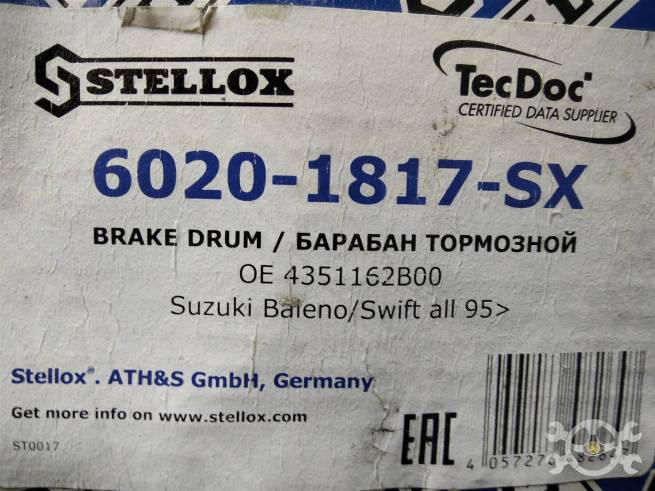 STELLOX
TecDoc
CERTIFIED DATA SUPPLIER
6020-1817-SX
BRAKE DRUM / БАРАБАН ТОРМОЗНОЙ
OE 4351162B00
Suzuki Baleno/Swift all 95>
Stellox®. ATH&S GmbH, Germany
Get more info on www.stellox.com
ST0017
EAC